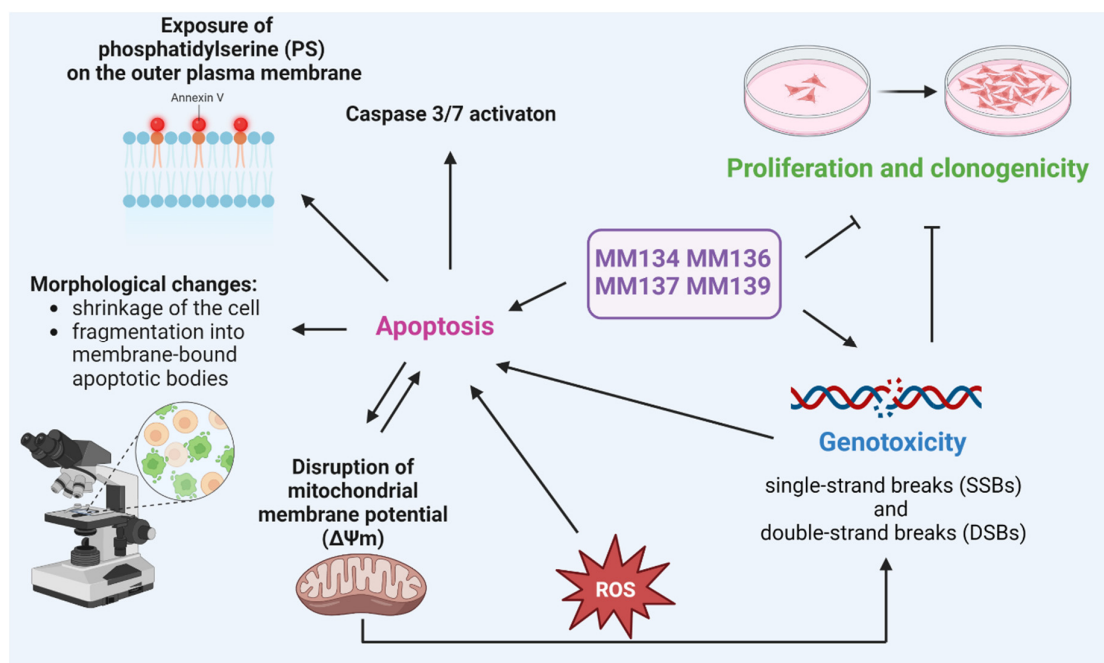 Exposure of
phosphatidylserine (PS)
on the outer plasma membrane
Annexin V
Caspase 3/7 activaton
Proliferation and clonogenicity
MM134 MM136
MM137 MM139
Morphological changes:
• shrinkage of the cell
• fragmentation into
membrane-bound
apoptotic bodies
Apoptosis
Genotoxicity
single-strand breaks (SSBs)
and
double-strand breaks (DSBs)
Disruption of
mitochondrial
membrane potential
(ΔΨm)
ROS